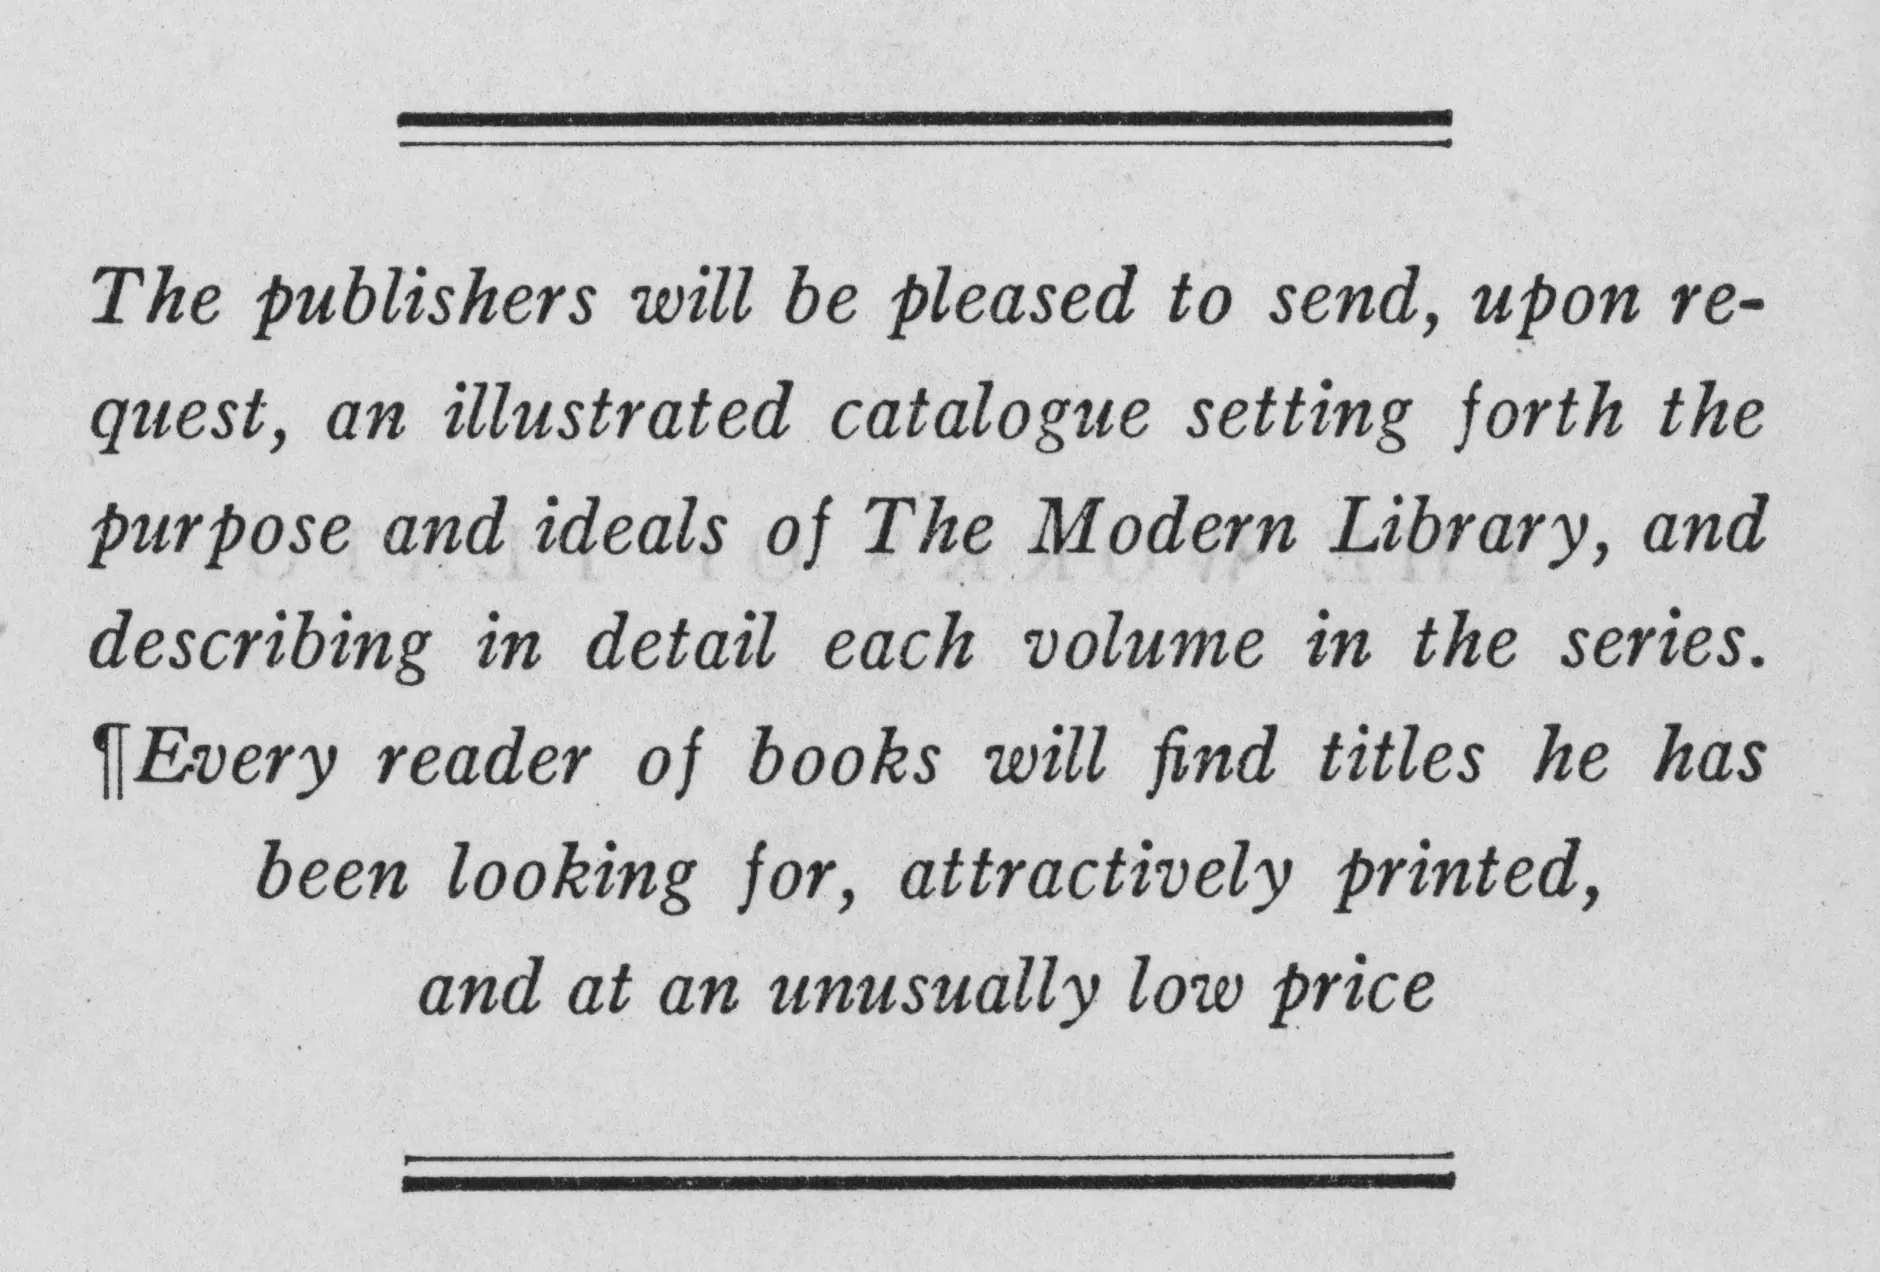 The publishers will be pleased to send, upon re-
quest, an illustrated catalogue setting forth the
purpose and ideals of The Modern Library, and
describing in detail each volume in the series.
¶Every reader of books will find titles he has
been looking for, attractively printed,
and at an unusually low price